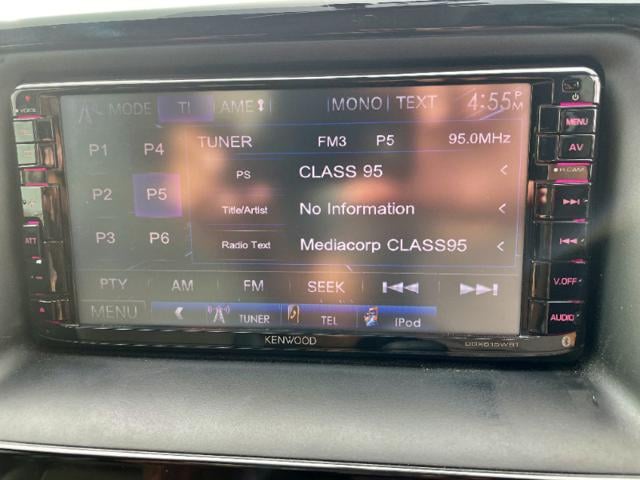 MODE TI AME MONO TEXT 4:55PM
P1 P4 TUNER FM3 P5 95.0MHz
PS CLASS 95
P2 P5 Title/Artist No Information
P3 P6 Radio Text Mediacorp CLASS95
PTY AM FM SEEK
MENU TUNER TEL iPod
KENWOOD
VOICE
ATT
MENU
AV
R-CAM
V.OFF
AUDIO